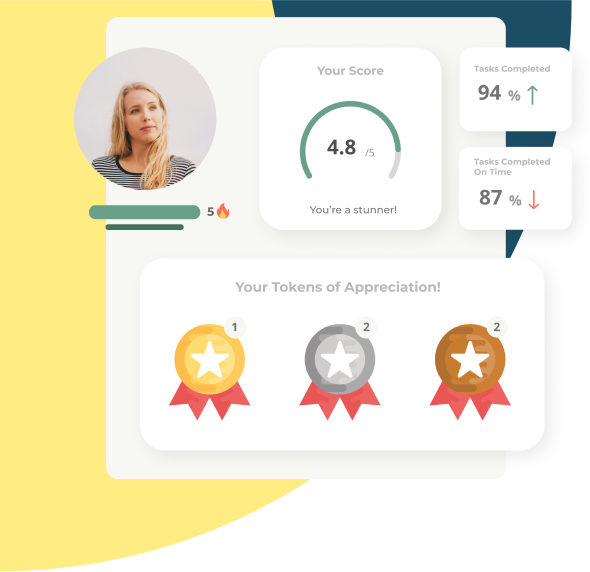 Your Score
4.8 /5
You're a stunner!
Tasks Completed
94 % ↑
Tasks Completed
On Time
87 % ↓
5🔥
Your Tokens of Appreciation!
1
2
2